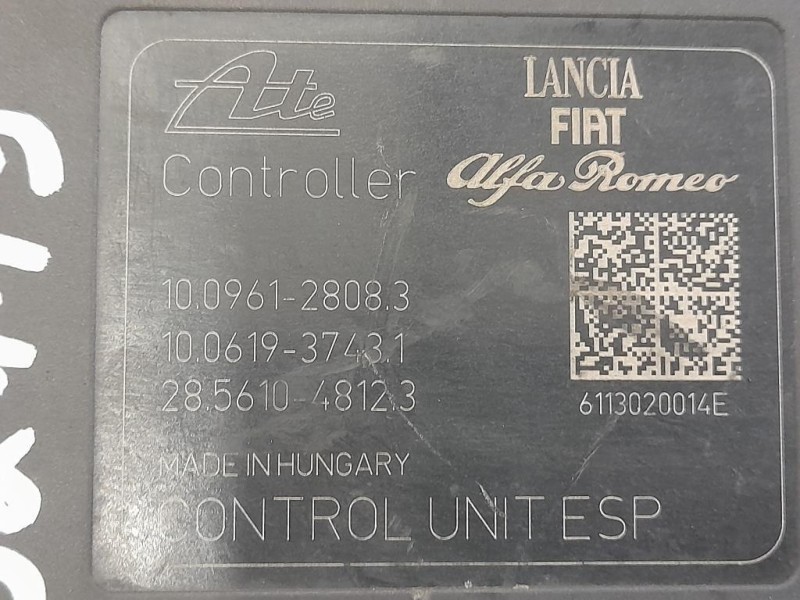 Ate
LANCIA
FIAT
Alfa Romeo
Controller
10.0961-2808.3
10.0619-3743.1
28.5610-4812.3
6113020014E
MADE IN HUNGARY
CONTROL UNIT ESP